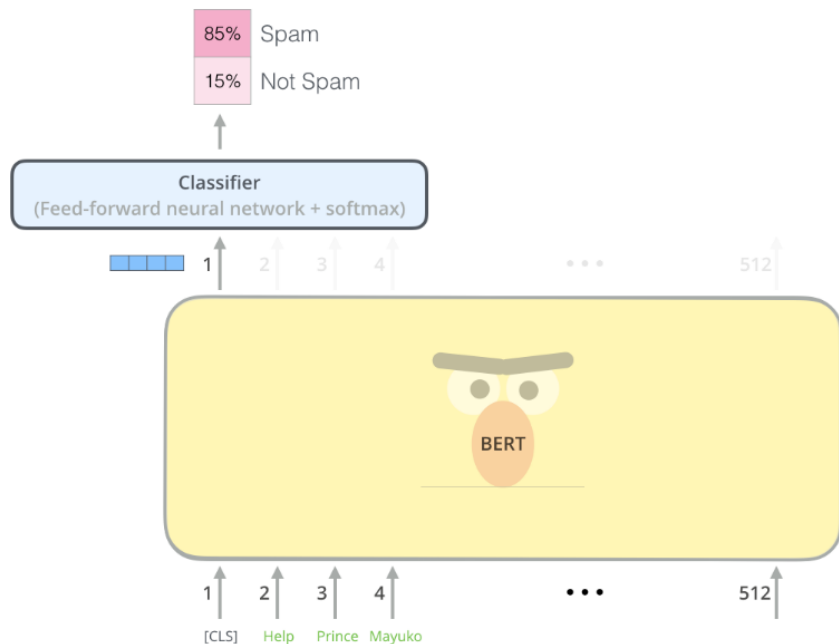 85% Spam
15% Not Spam
Classifier
(Feed-forward neural network + softmax)
1 2 3 4 ••• 512
BERT
1 2 3 4 ••• 512
[CLS] Help Prince Mayuko